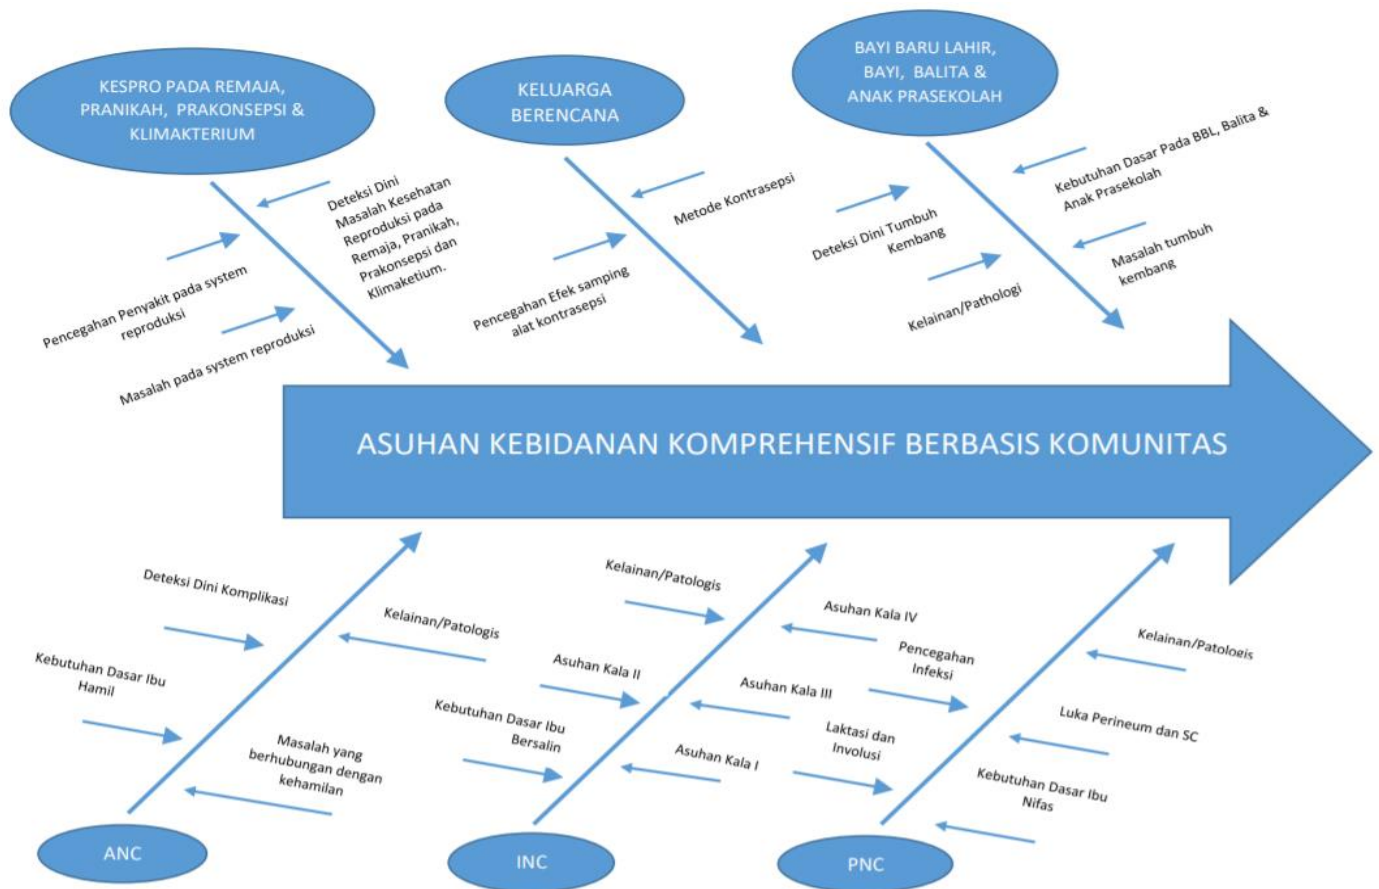 KESPRO PADA REMAJA,
PRANIKAH, PRAKONSEPSI &
KLIMAKTERIUM
KELUARGA
BERENCANA
BAYI BARU LAHIR,
BAYI, BALITA &
ANAK PRASEKOLAH
Deteksi Dini
Masalah Kesehatan
Reproduksi pada
Remaja, Pranikah,
Prakonsepsi dan
Klimaketium.
Pencegahan Penyakit pada system
reproduksi
Masalah pada system reproduksi
Metode Kontrasepsi
Pencegahan Efek samping
alat kontrasepsi
Kebutuhan Dasar Pada BBL, Balita &
Anak Prasekolah
Deteksi Dini Tumbuh
Kembang
Masalah tumbuh
kembang
Kelainan/Pathologi
ASUHAN KEBIDANAN KOMPREHENSIF BERBASIS KOMUNITAS
Deteksi Dini Komplikasi
Kelainan/Patologis
Kebutuhan Dasar Ibu
Hamil
Masalah yang
berhubungan dengan
kehamilan
ANC
Kelainan/Patologis
Asuhan Kala IV
Asuhan Kala II
Asuhan Kala III
Kebutuhan Dasar Ibu
Bersalin
Asuhan Kala I
INC
Pencegahan
Infeksi
Kelainan/Patologis
Luka Perineum dan SC
Laktasi dan
Involusi
Kebutuhan Dasar Ibu
Nifas
PNC